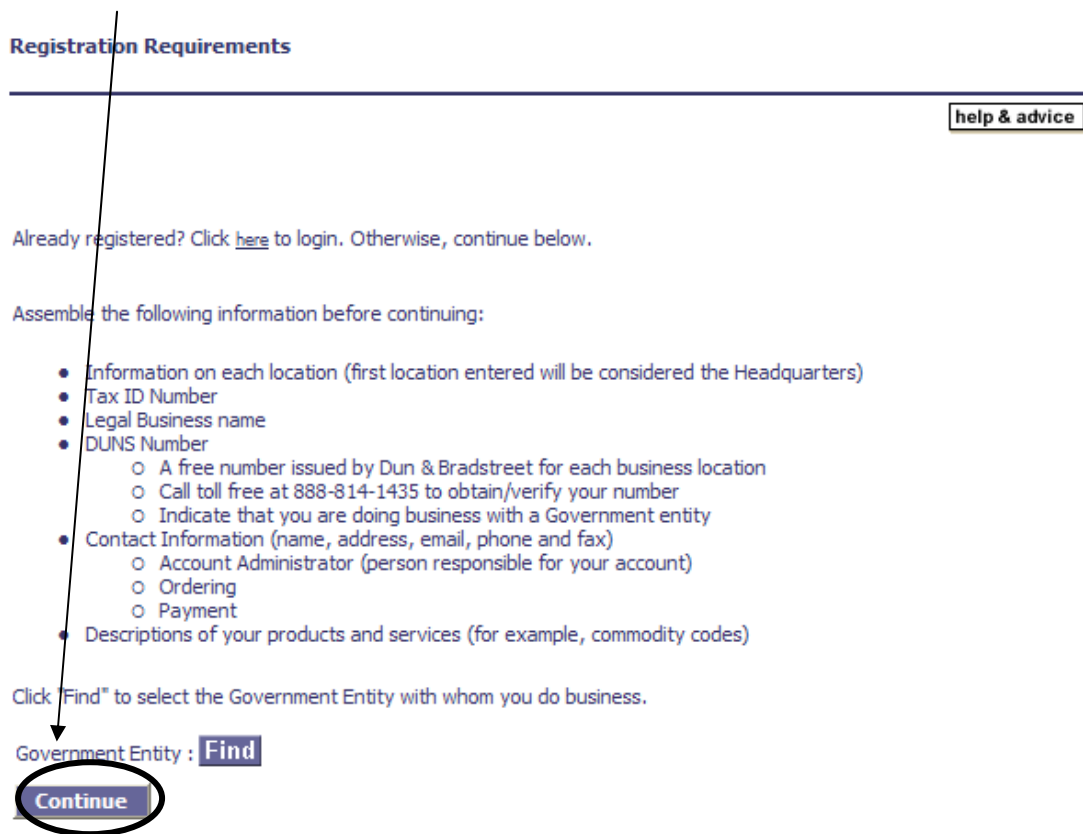 Registration Requirements
help & advice
Already registered? Click here to login. Otherwise, continue below.
Assemble the following information before continuing:
● Information on each location (first location entered will be considered the Headquarters)
● Tax ID Number
● Legal Business name
● DUNS Number
○ A free number issued by Dun & Bradstreet for each business location
○ Call toll free at 888-814-1435 to obtain/verify your number
○ Indicate that you are doing business with a Government entity
● Contact Information (name, address, email, phone and fax)
○ Account Administrator (person responsible for your account)
○ Ordering
○ Payment
● Descriptions of your products and services (for example, commodity codes)
Click "Find" to select the Government Entity with whom you do business.
Government Entity : Find
Continue